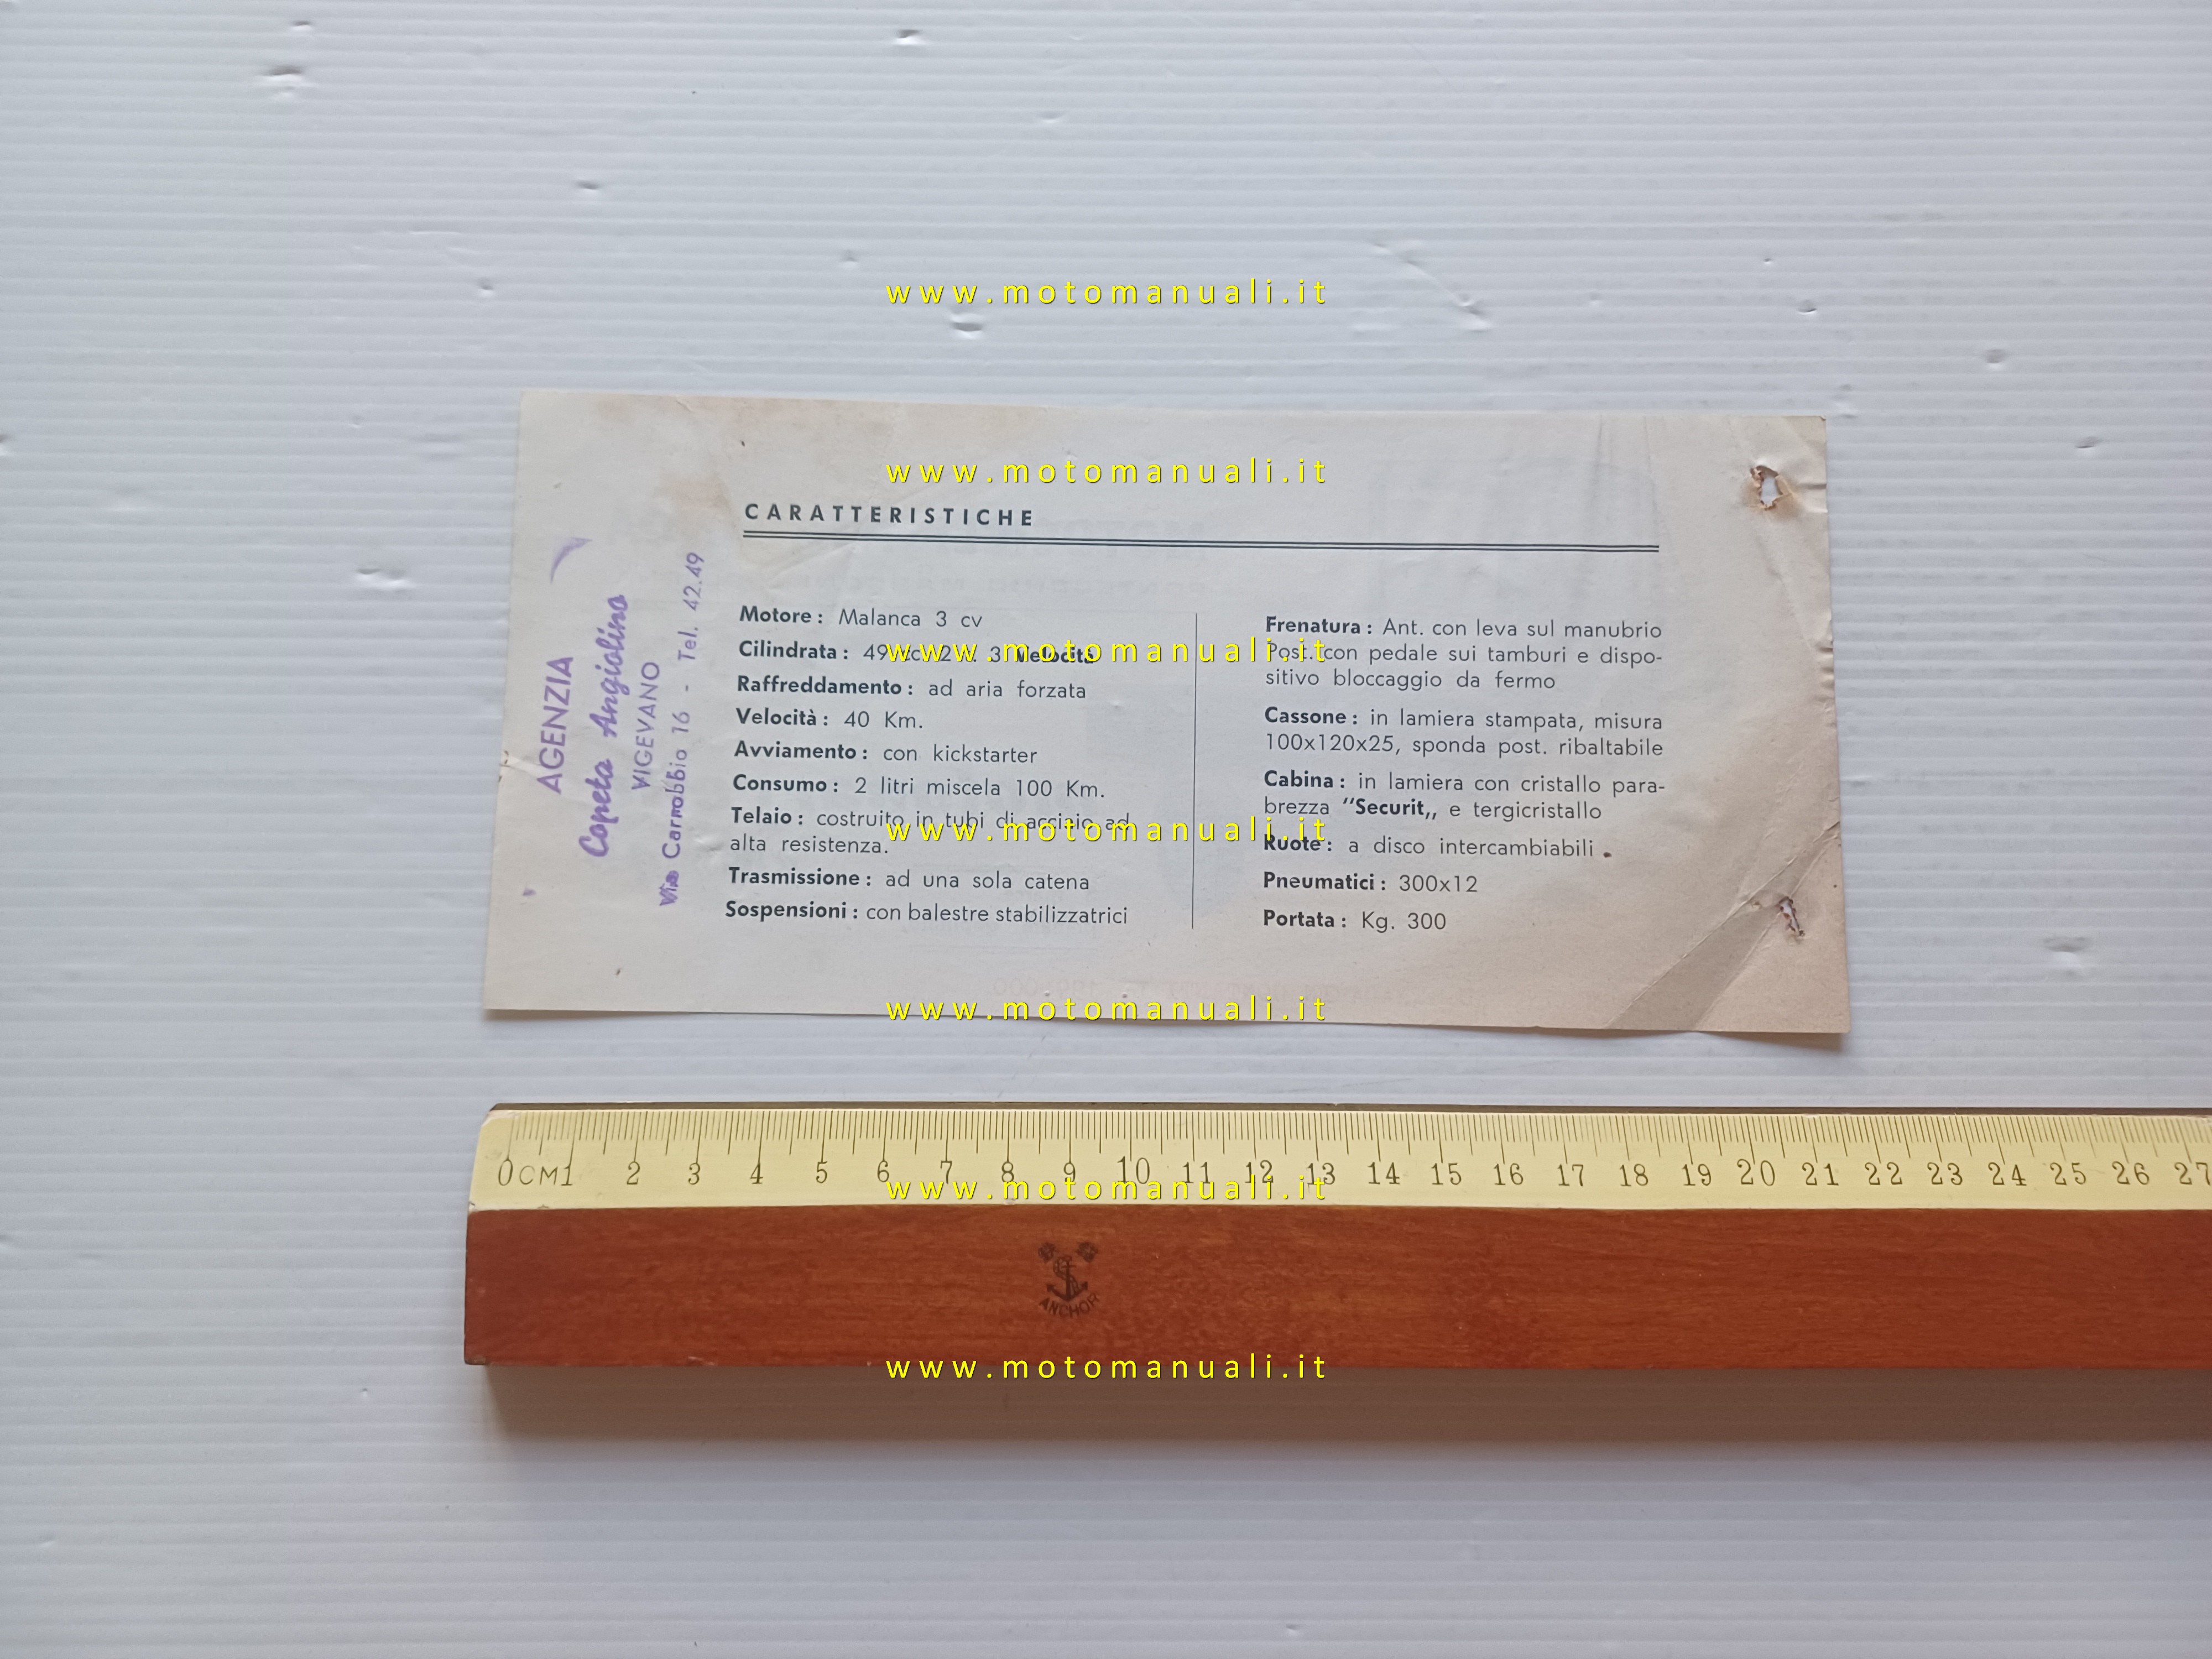 www.motomanuali.it
www.motomanuali.it
CARATTERISTICHE
AGENZIA
Copreta Angiolina
VIGEVANO
Via Carrobbio 16 - Tel. 42.49
Motore : Malanca 3 cv
Cilindrata : 49 cc. 2 T. 3 Velocità
www.motomanuali.it
Raffreddamento : ad aria forzata
Velocità : 40 Km.
Avviamento : con kickstarter
Consumo : 2 litri miscela 100 Km.
Telaio : costruito in tubi di acciaio ad
www.motomanuali.it
alta resistenza.
Trasmissione : ad una sola catena
Sospensioni : con balestre stabilizzatrici
Frenatura : Ant. con leva sul manubrio
Post. con pedale sui tamburi e dispo-
sitivo bloccaggio da fermo
Cassone : in lamiera stampata, misura
100x120x25, sponda post. ribaltabile
Cabina : in lamiera con cristallo para-
brezza "Securit„ e tergicristallo
Ruote : a disco intercambiabili .
Pneumatici : 300x12
Portata : Kg. 300
www.motomanuali.it
0CM1 2 3 4 5 6 7 8 9 10 11 12 13 14 15 16 17 18 19 20 21 22 23 24 25 26 27
www.motomanuali.it
ANCHOR
www.motomanuali.it